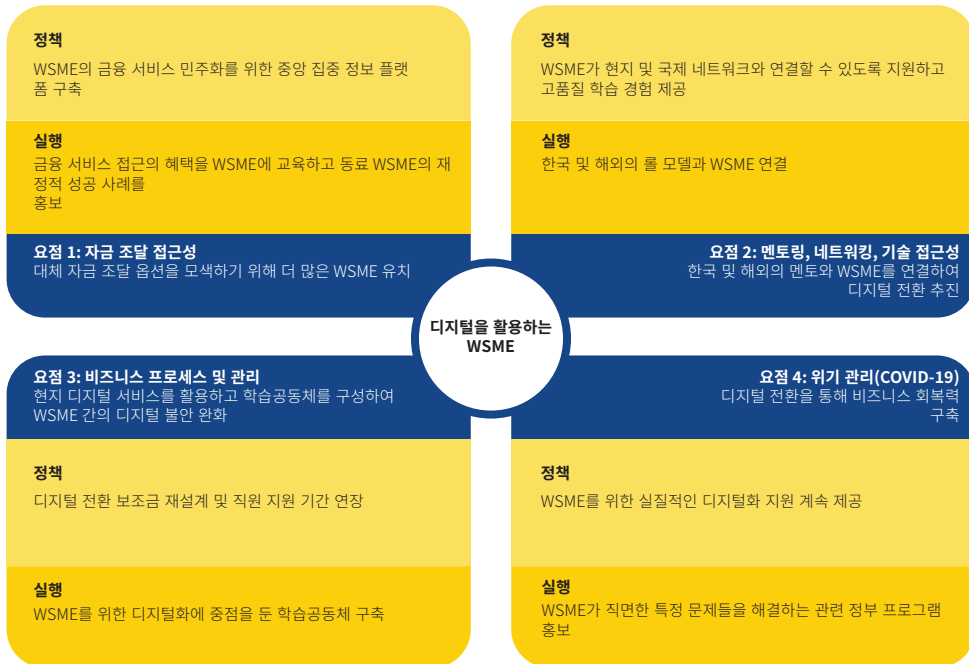 정책
WSME의 금융 서비스 민주화를 위한 중앙 집중 정보 플랫
폼 구축
실행
금융 서비스 접근의 혜택을 WSME에 교육하고 동료 WSME의 재
정적 성공 사례를
홍보
요점 1: 자금 조달 접근성
대체 자금 조달 옵션을 모색하기 위해 더 많은 WSME 유치
정책
WSME가 현지 및 국제 네트워크와 연결할 수 있도록 지원하고
고품질 학습 경험 제공
실행
한국 및 해외의 롤 모델과 WSME 연결
요점 2: 멘토링, 네트워킹, 기술 접근성
한국 및 해외의 멘토와 WSME를 연결하여
디지털 전환 추진
디지털을 활용하는
WSME
요점 3: 비즈니스 프로세스 및 관리
현지 디지털 서비스를 활용하고 학습공동체를 구성하여
WSME 간의 디지털 불안 완화
정책
디지털 전환 보조금 재설계 및 직원 지원 기간 연장
실행
WSME를 위한 디지털화에 중점을 둔 학습공동체 구축
요점 4: 위기 관리(COVID-19)
디지털 전환을 통해 비즈니스 회복력
구축
정책
WSME를 위한 실질적인 디지털화 지원 계속 제공
실행
WSME가 직면한 특정 문제들을 해결하는 관련 정부 프로그램
홍보